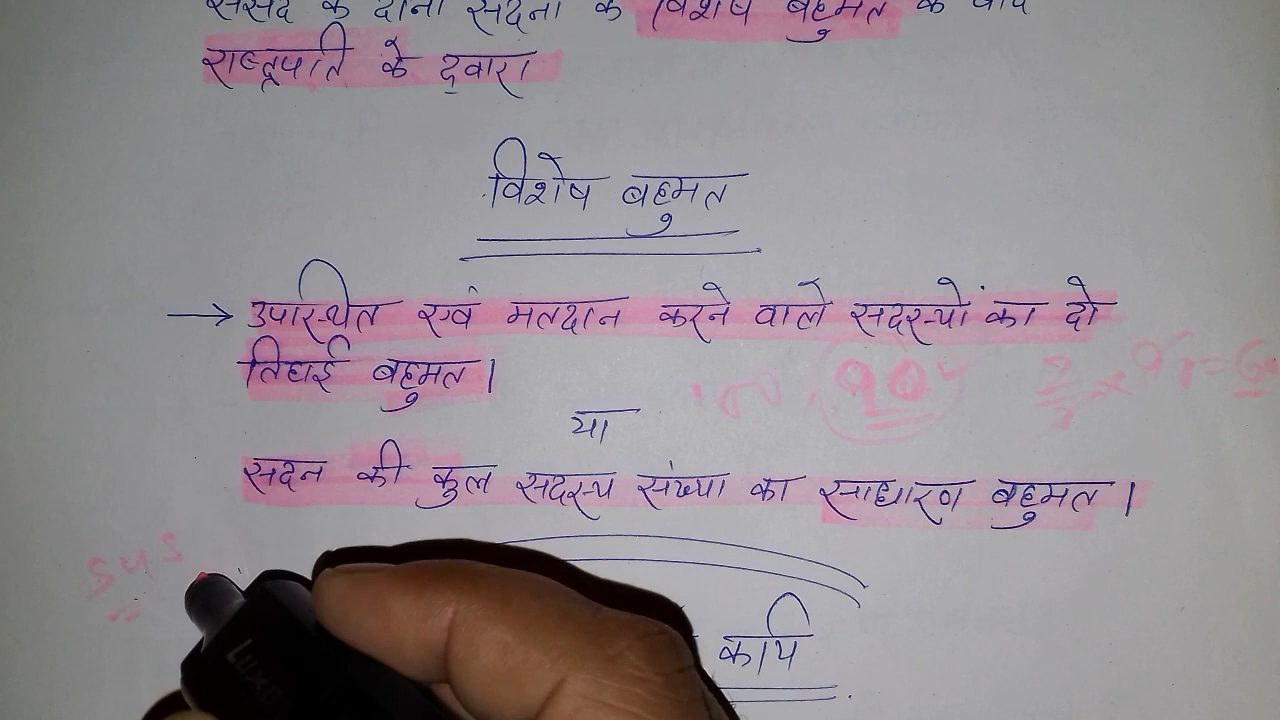 संसद के दोनो सदनो के विशेष बहुमत के बाद
राष्ट्रपति के द्वारा
विशेष बहुमत
→ उपस्थित एवं मतदान करने वाले सदस्यों का दो
तिहाई बहुमत।
या
सदन की कुल सदस्य संख्या का साधारण बहुमत।
545
कार्य